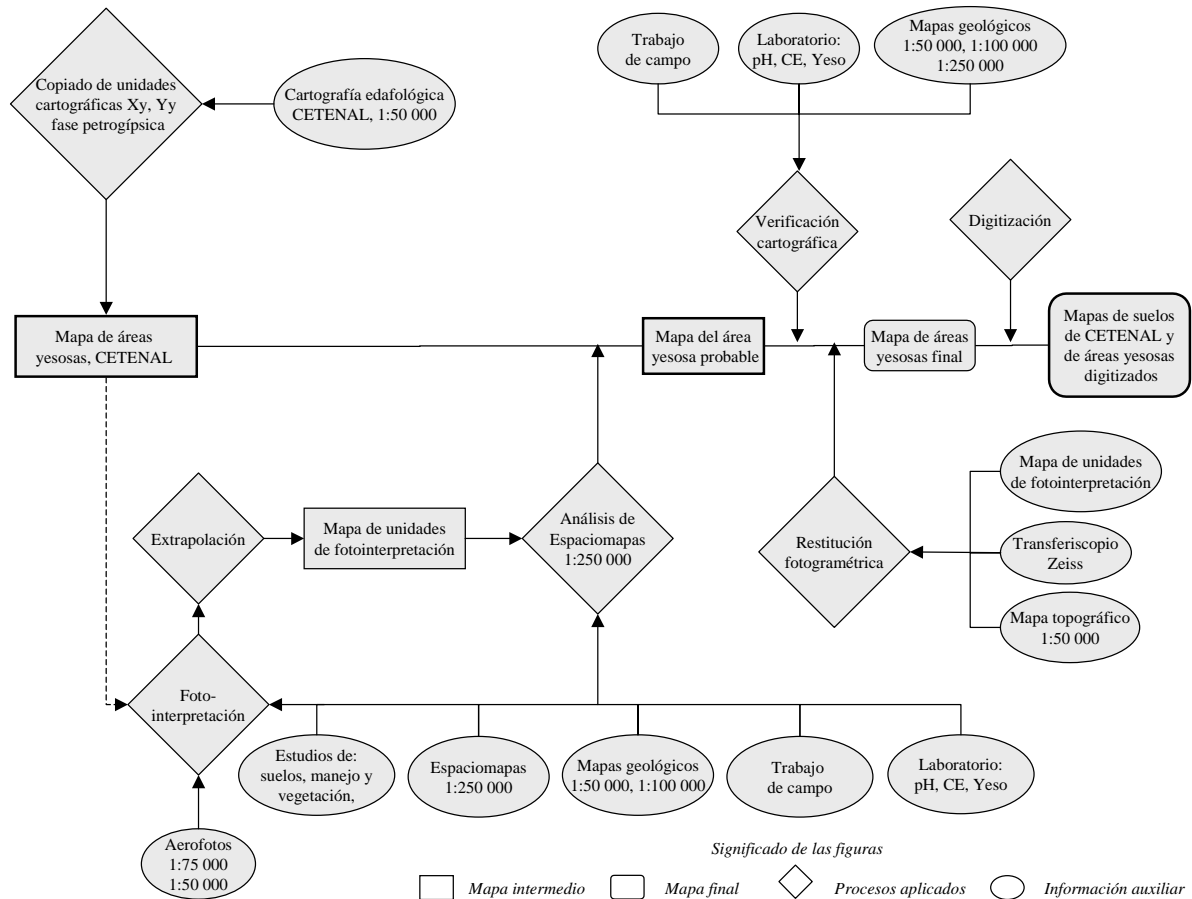 Copiado de unidades
cartográficas Xy, Yy
fase petrogípsica
Cartografía edafológica
CETENAL, 1:50 000
Trabajo
de campo
Laboratorio:
pH, CE, Yeso
Mapas geológicos
1:50 000, 1:100 000
1:250 000
Verificación
cartográfica
Digitización
Mapa de áreas
yesosas, CETENAL
Mapa del área
yesosa probable
Mapa de áreas
yesosas final
Mapas de suelos
de CETENAL y
de áreas yesosas
digitizados
Extrapolación
Mapa de unidades
de fotointerpretación
Análisis de
Espaciomapas
1:250 000
Restitución
fotogramétrica
Mapa de unidades
de fotointerpretación
Transferiscopio
Zeiss
Mapa topográfico
1:50 000
Foto-
interpretación
Estudios de:
suelos, manejo y
vegetación,
Espaciomapas
1:250 000
Mapas geológicos
1:50 000, 1:100 000
Trabajo
de campo
Laboratorio:
pH, CE, Yeso
Aerofotos
1:75 000
1:50 000
Significado de las figuras
Mapa intermedio
Mapa final
Procesos aplicados
Información auxiliar